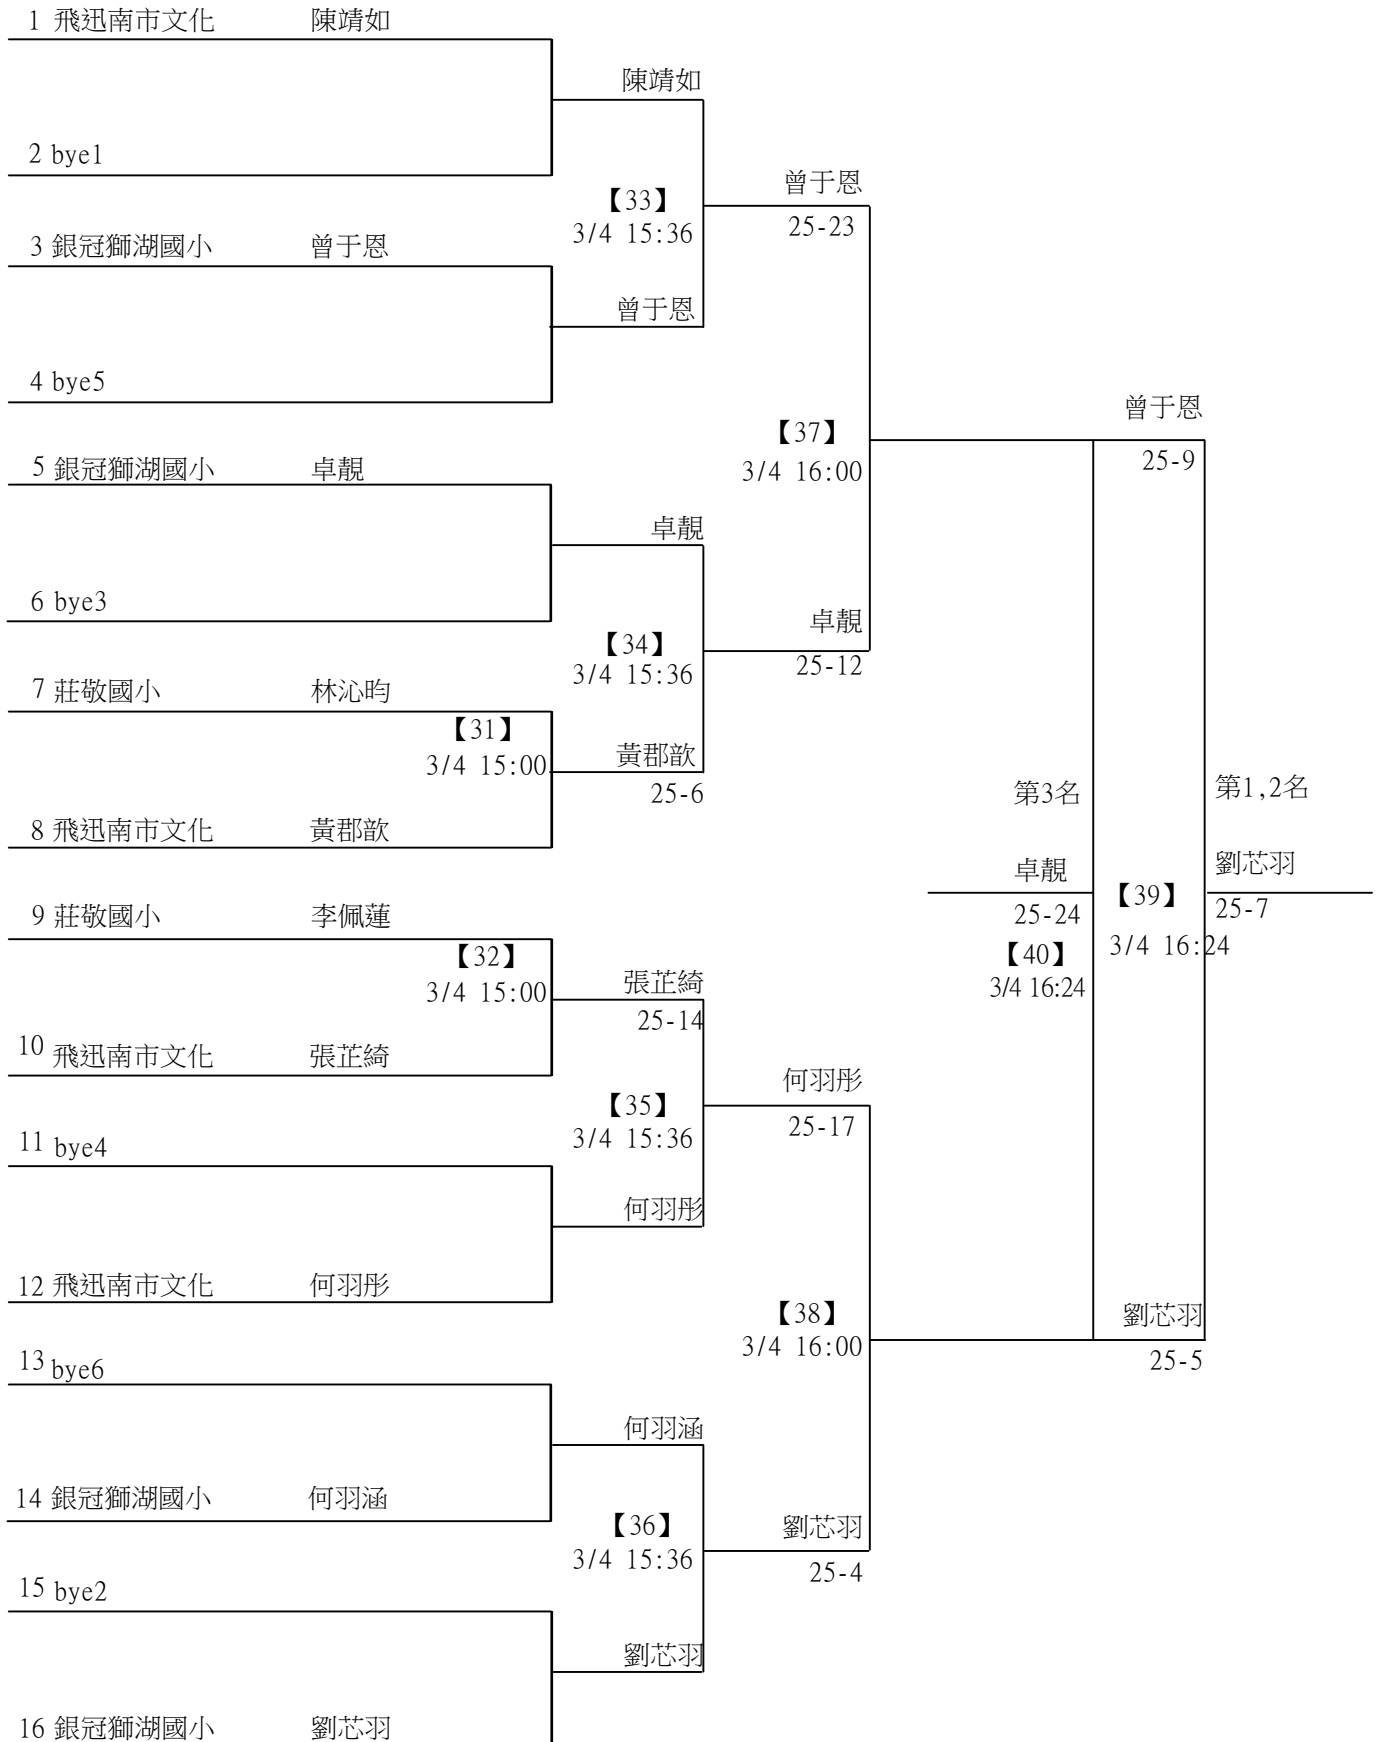 1 飛迅南市文化 陳靖如
陳靖如
2 bye1
曾于恩
【33】
25-23
3/4 15:36
3 銀冠獅湖國小 曾于恩
曾于恩
4 bye5
曾于恩
【37】
25-9
3/4 16:00
5 銀冠獅湖國小 卓靚
卓靚
6 bye3
卓靚
【34】
25-12
3/4 15:36
7 莊敬國小 林沁昀
【31】
3/4 15:00
黃郡歆
25-6
第3名
第1,2名
8 飛迅南市文化 黃郡歆
卓靚
劉芯羽
【39】
25-24
25-7
9 莊敬國小 李佩蓮
【40】
3/4 16:24
3/4 16:24
【32】
3/4 15:00
張芷綺
25-14
10 飛迅南市文化 張芷綺
何羽彤
【35】
25-17
3/4 15:36
11 bye4
何羽彤
12 飛迅南市文化 何羽彤
【38】
3/4 16:00
劉芯羽
25-5
13 bye6
何羽涵
14 銀冠獅湖國小 何羽涵
【36】
劉芯羽
3/4 15:36
25-4
15 bye2
劉芯羽
16 銀冠獅湖國小 劉芯羽